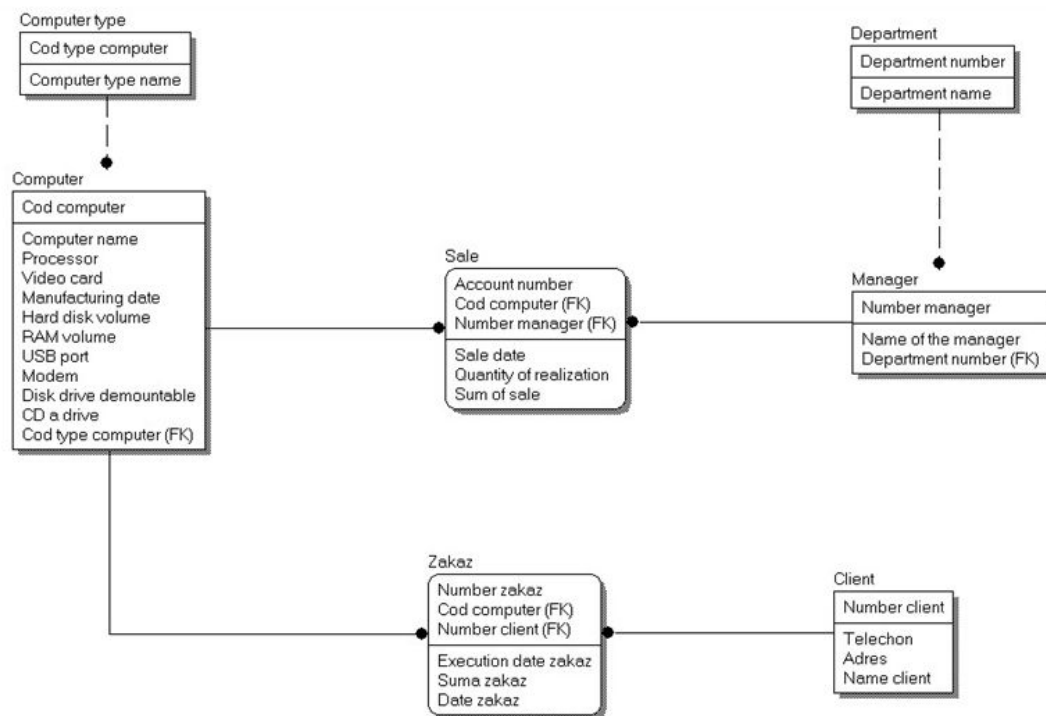 Computer type
Cod type computer
Computer type name
Department
Department number
Department name
Computer
Cod computer
Computer name
Processor
Video card
Manufacturing date
Hard disk volume
RAM volume
USB port
Modem
Disk drive demountable
CD a drive
Cod type computer (FK)
Sale
Account number
Cod computer (FK)
Number manager (FK)
Sale date
Quantity of realization
Sum of sale
Manager
Number manager
Name of the manager
Department number (FK)
Zakaz
Number zakaz
Cod computer (FK)
Number client (FK)
Execution date zakaz
Suma zakaz
Date zakaz
Client
Number client
Telechon
Adres
Name client